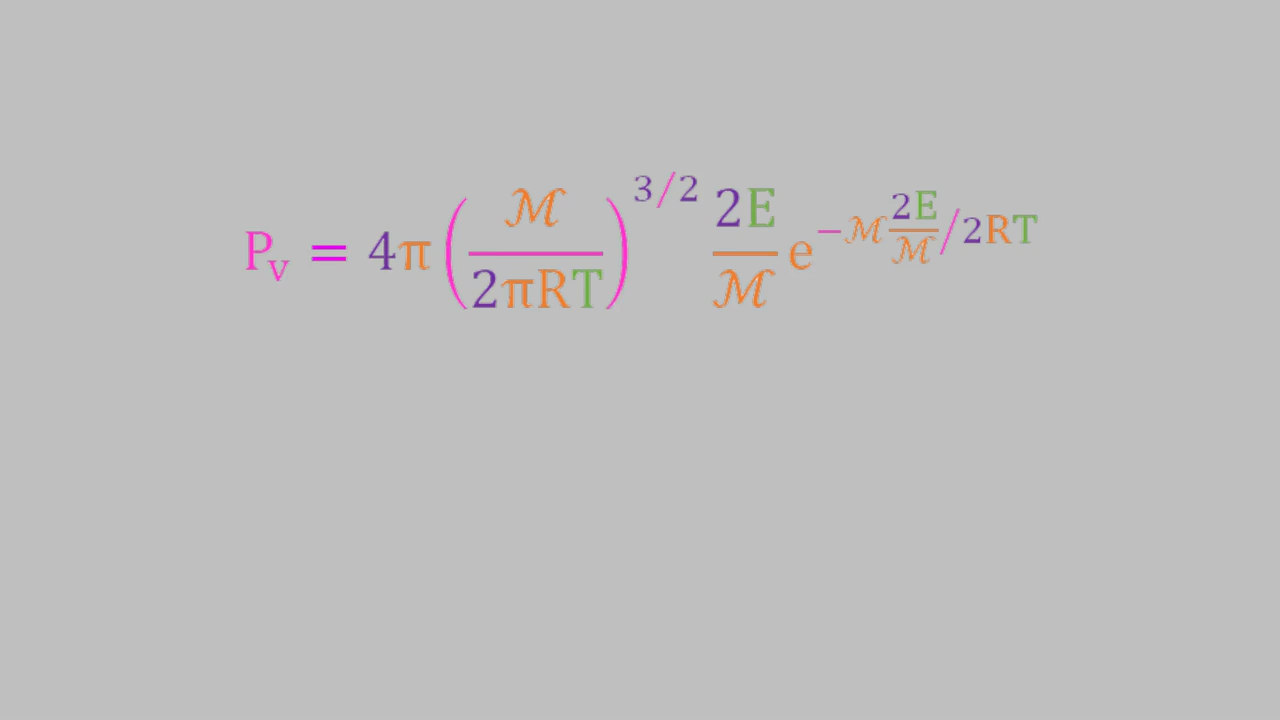 P_v = 4π(ℳ/2πRT)^{3/2} 2E/ℳ e^{−ℳ 2E/ℳ /2RT}